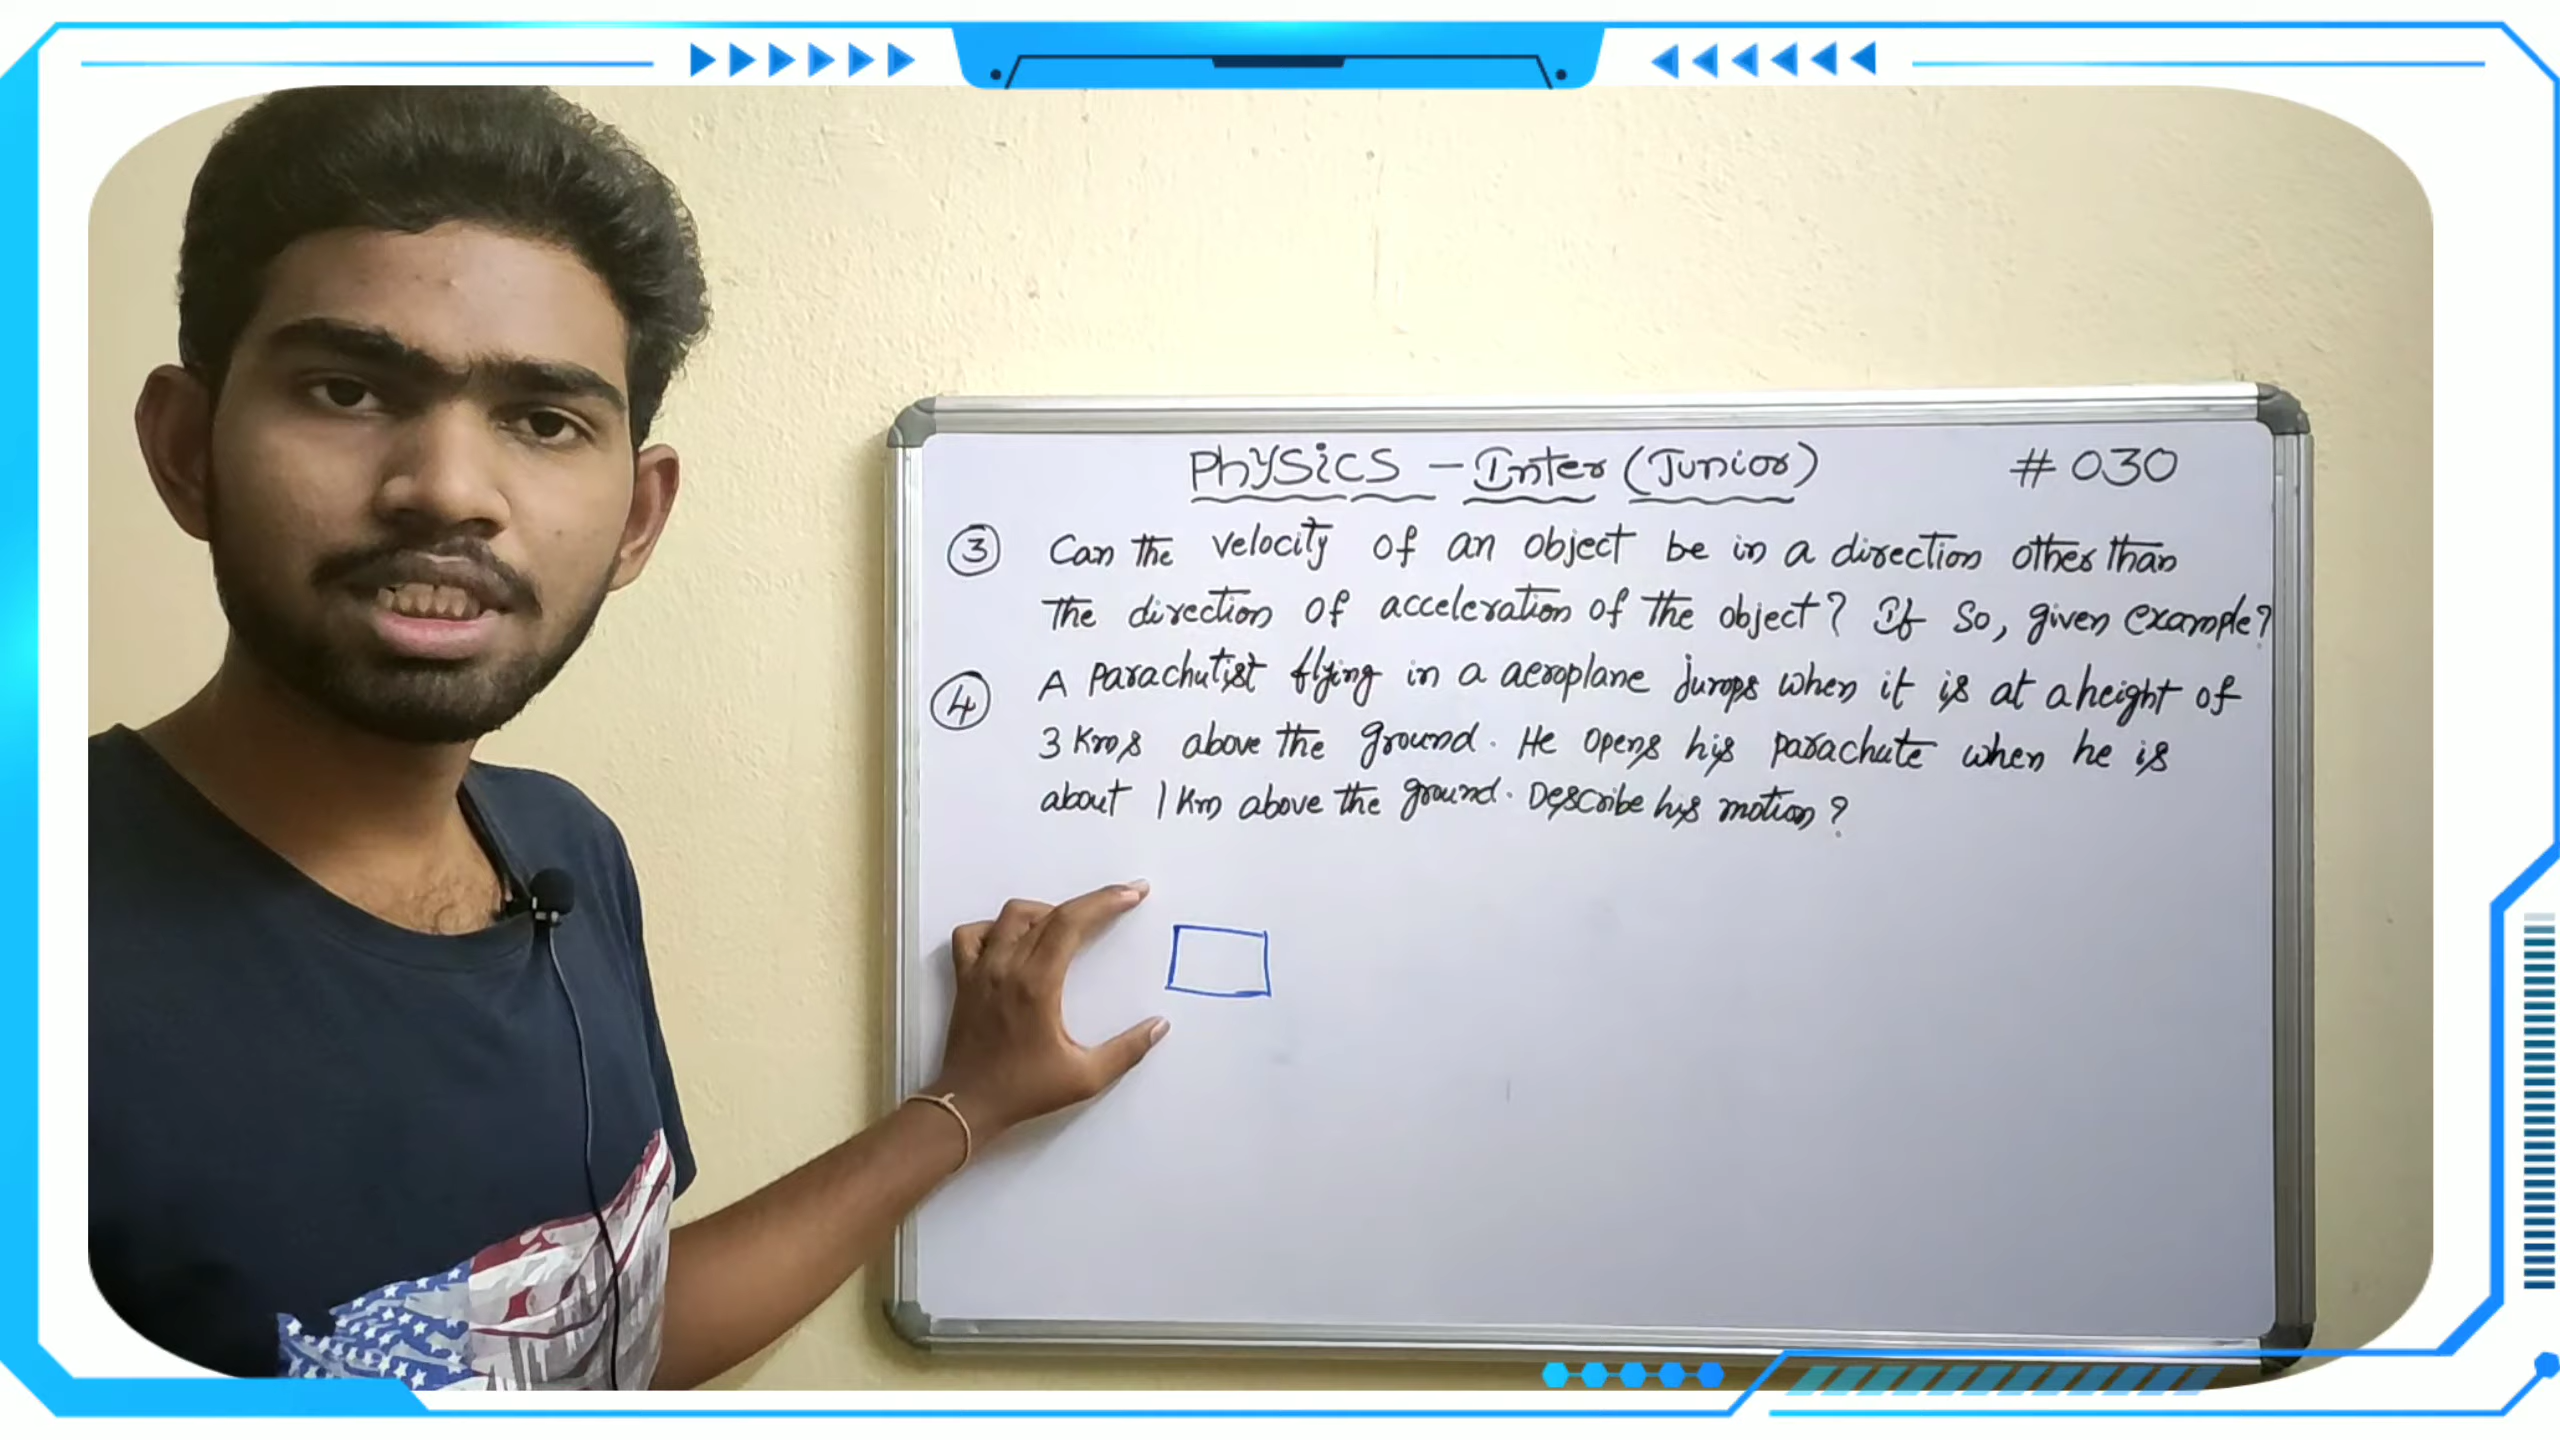 Physics - Inter (Junior) # 030
3 Can the velocity of an object be in a direction other than
the direction of acceleration of the object? If So, given example?
4 A parachutist flying in a aeroplane jumps when it is at a height of
3 Kms above the ground. He opens his parachute when he is
about 1 Km above the ground. Describe his motion?